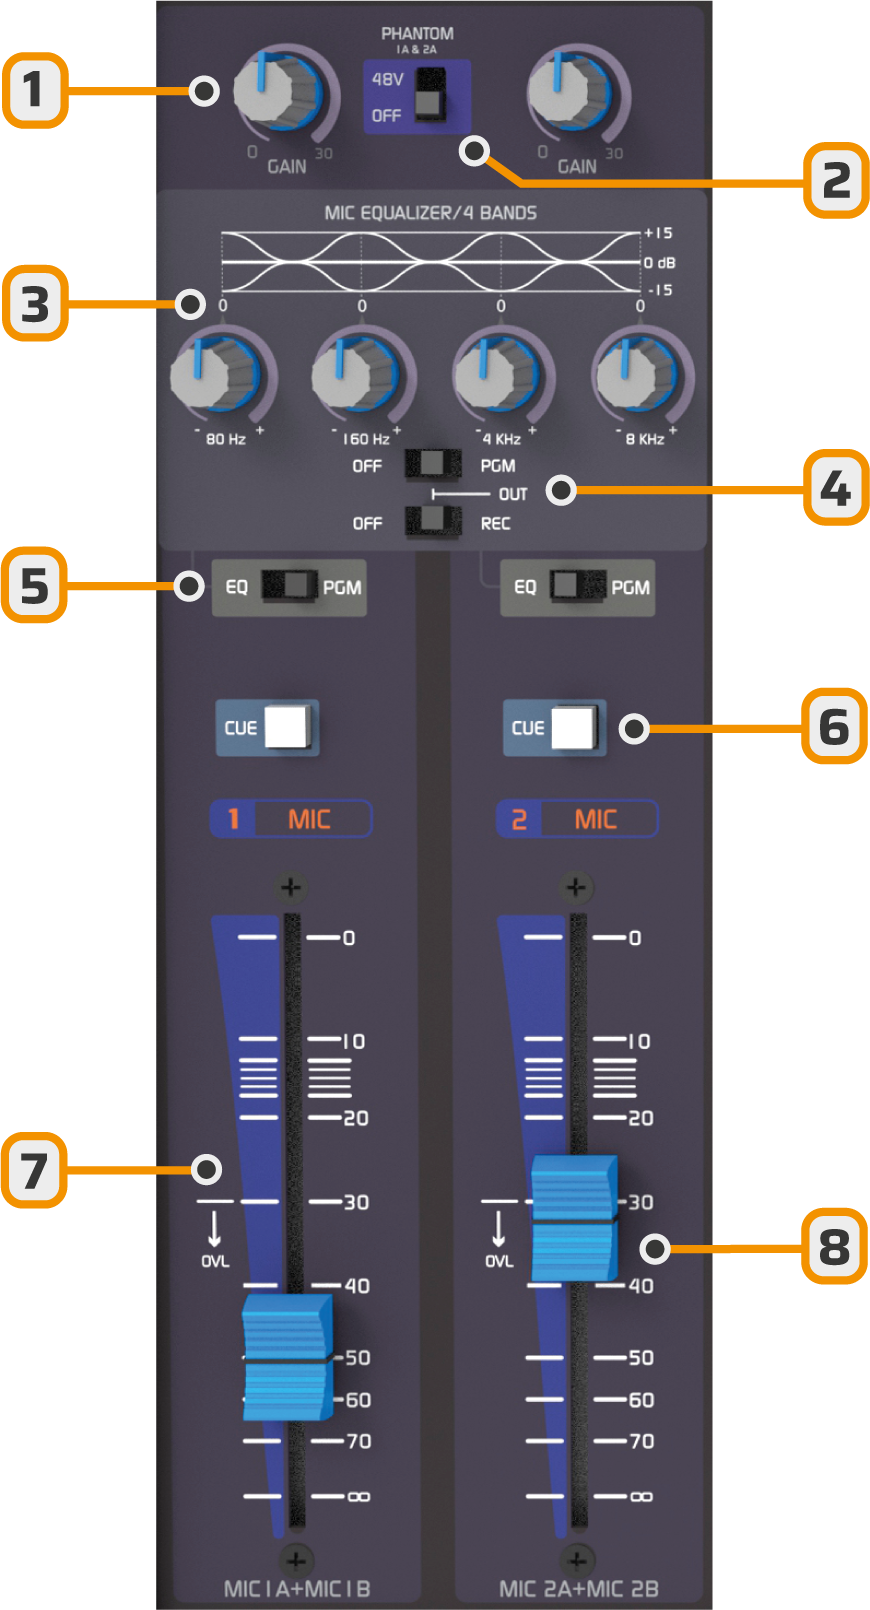 PHANTOM
1A & 2A
1
48V
OFF
2
0 30
GAIN
0 30
GAIN
MIC EQUALIZER/4 BANDS
+15
0 dB
-15
3
0 0 0 0
- 80 Hz +
- 160 Hz +
- 4 KHz +
- 8 KHz +
OFF PGM
OUT
4
OFF REC
5
EQ PGM
EQ PGM
CUE
CUE
6
1 MIC
2 MIC
0
10
20
30
40
50
60
70
∞
7
OVL
0
10
20
30
40
50
60
70
∞
OVL
8
MIC1A+MIC1B
MIC 2A+MIC 2B